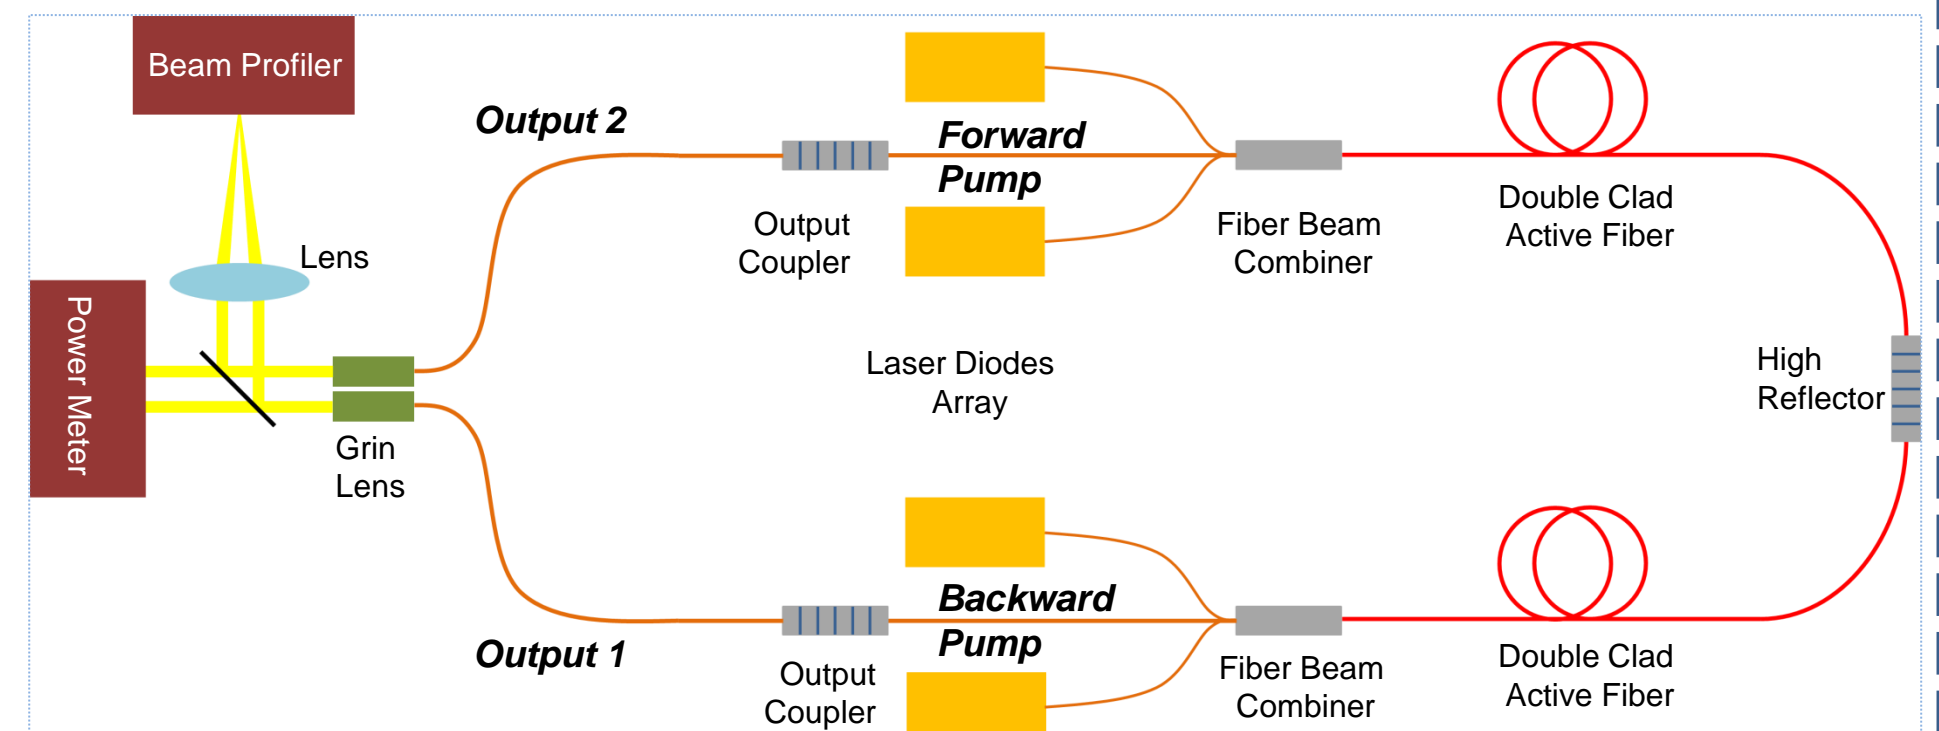 Beam Profiler
Output 2
Forward
Pump
Double Clad
Active Fiber
Output
Coupler
Fiber Beam
Combiner
Lens
Power Meter
Laser Diodes
Array
High
Reflector
Grin
Lens
Backward
Pump
Output 1
Output
Coupler
Fiber Beam
Combiner
Double Clad
Active Fiber